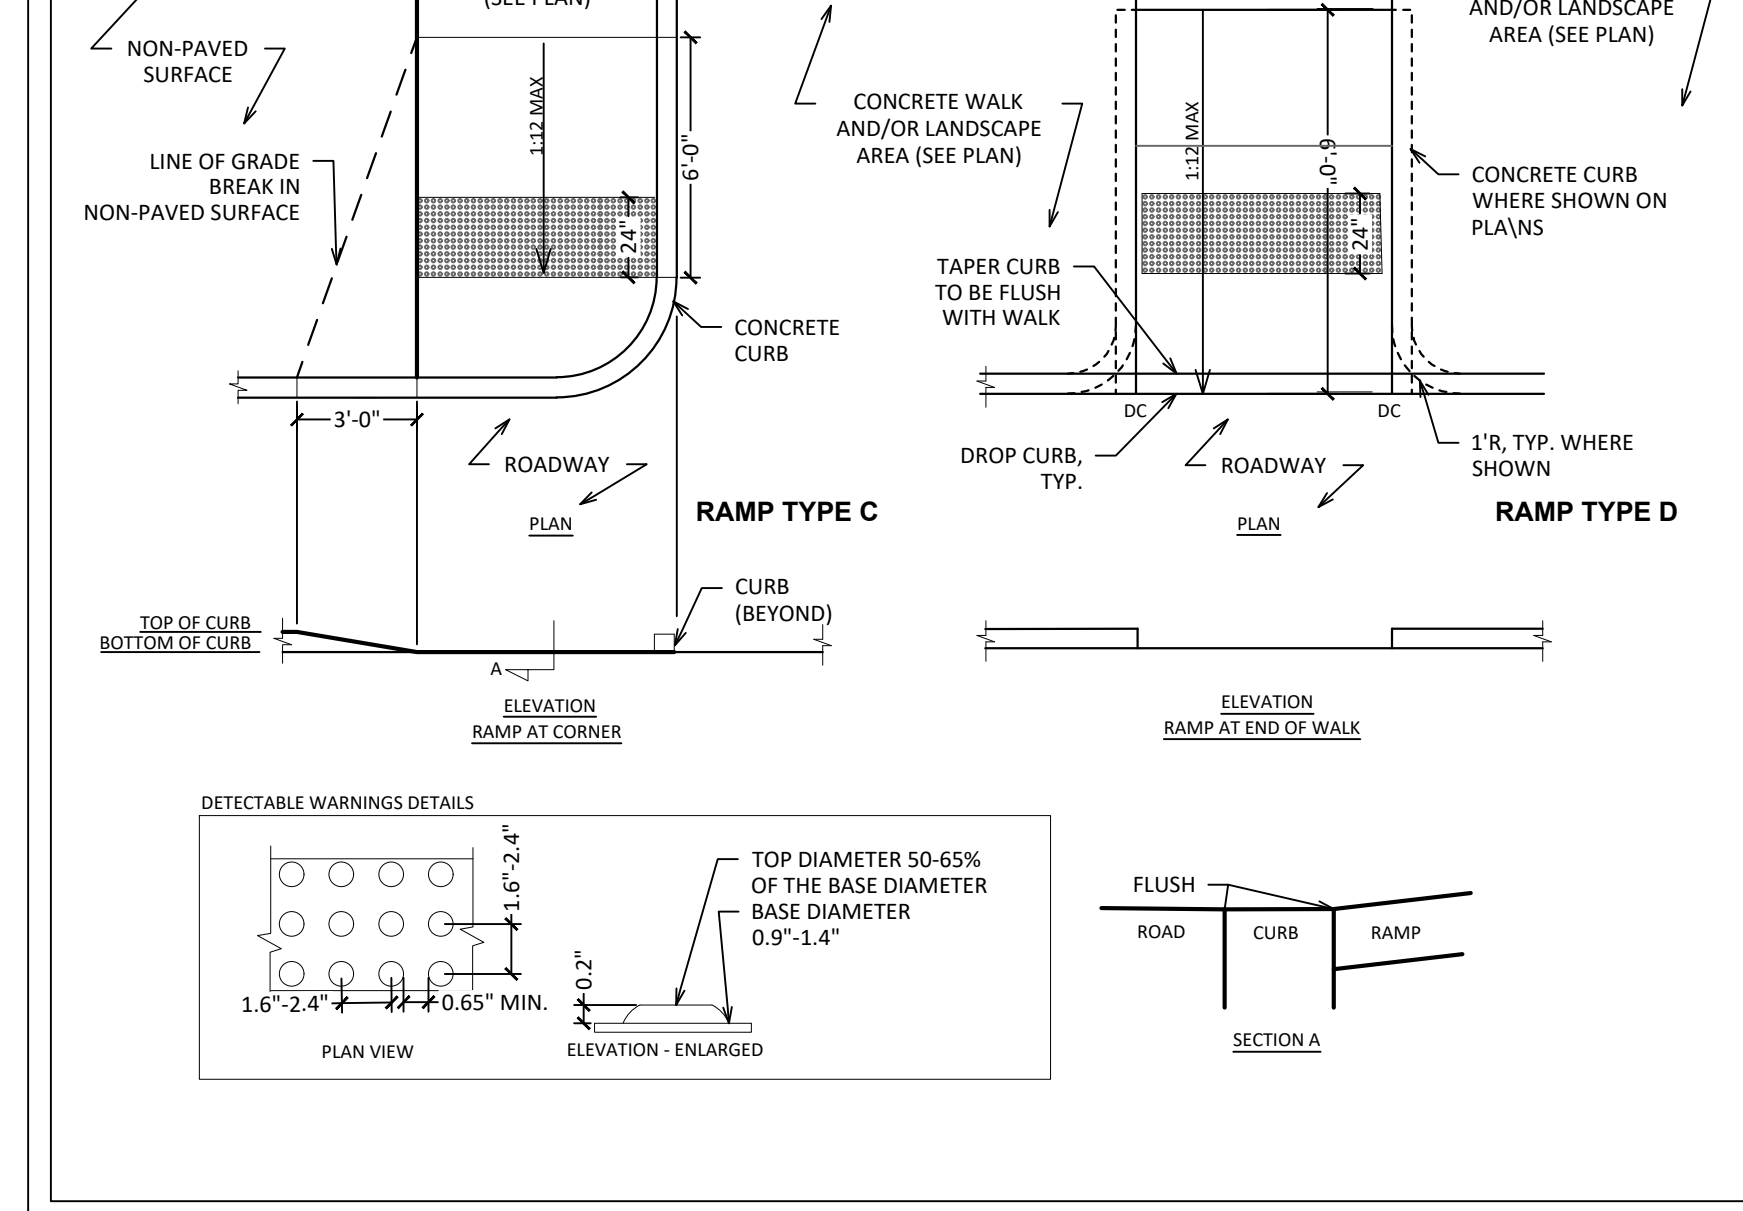 (SEE PLAN)
NON-PAVED
SURFACE
LINE OF GRADE
BREAK IN
NON-PAVED SURFACE
1:12 MAX
6'-0"
24"
CONCRETE
CURB
3'-0"
ROADWAY
PLAN
RAMP TYPE C
CONCRETE WALK
AND/OR LANDSCAPE
AREA (SEE PLAN)
AND/OR LANDSCAPE
AREA (SEE PLAN)
1:12 MAX
6'-0"
24"
CONCRETE CURB
WHERE SHOWN ON
PLA\NS
TAPER CURB
TO BE FLUSH
WITH WALK
DC
DC
DROP CURB,
TYP.
ROADWAY
1'R, TYP. WHERE
SHOWN
PLAN
RAMP TYPE D
TOP OF CURB
BOTTOM OF CURB
CURB
(BEYOND)
A
ELEVATION
RAMP AT CORNER
ELEVATION
RAMP AT END OF WALK
DETECTABLE WARNINGS DETAILS
1.6"-2.4"
1.6"-2.4"
0.65" MIN.
PLAN VIEW
TOP DIAMETER 50-65%
OF THE BASE DIAMETER
BASE DIAMETER
0.9"-1.4"
0.2"
ELEVATION - ENLARGED
FLUSH
ROAD
CURB
RAMP
SECTION A